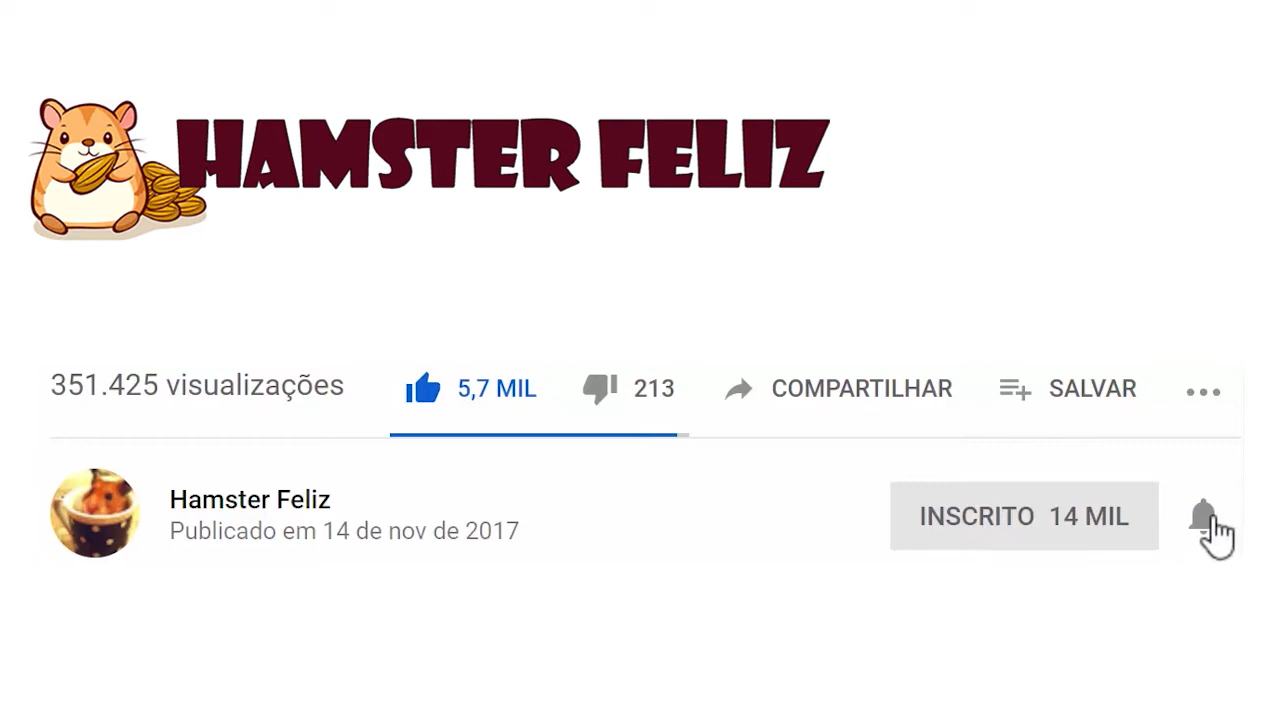 HAMSTER FELIZ
351.425 visualizações 5,7 MIL 213 COMPARTILHAR SALVAR
Hamster Feliz
Publicado em 14 de nov de 2017
INSCRITO 14 MIL